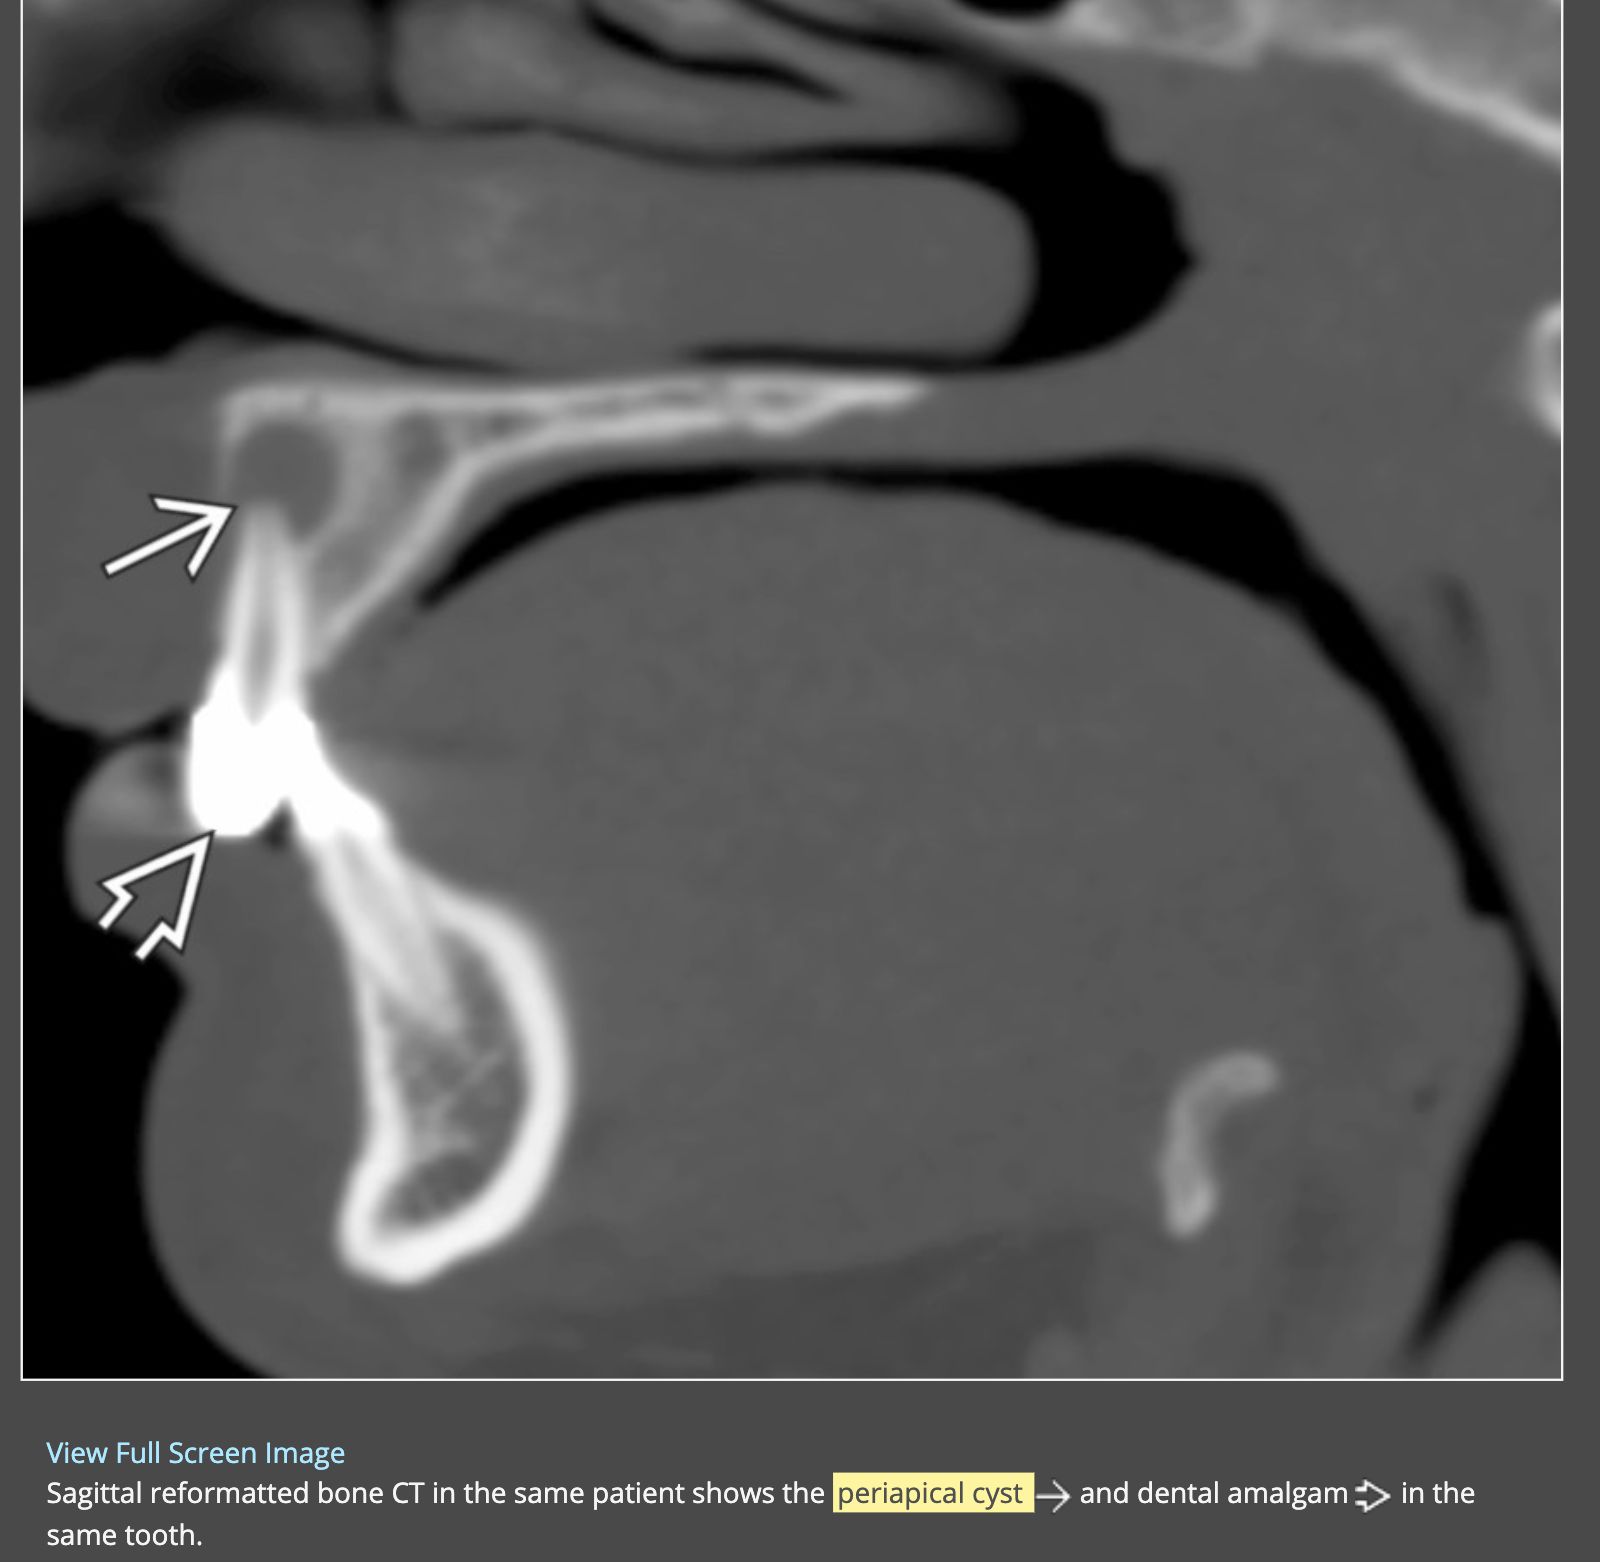 View Full Screen Image
Sagittal reformatted bone CT in the same patient shows the periapical cyst → and dental amalgam ⇨ in the
same tooth.